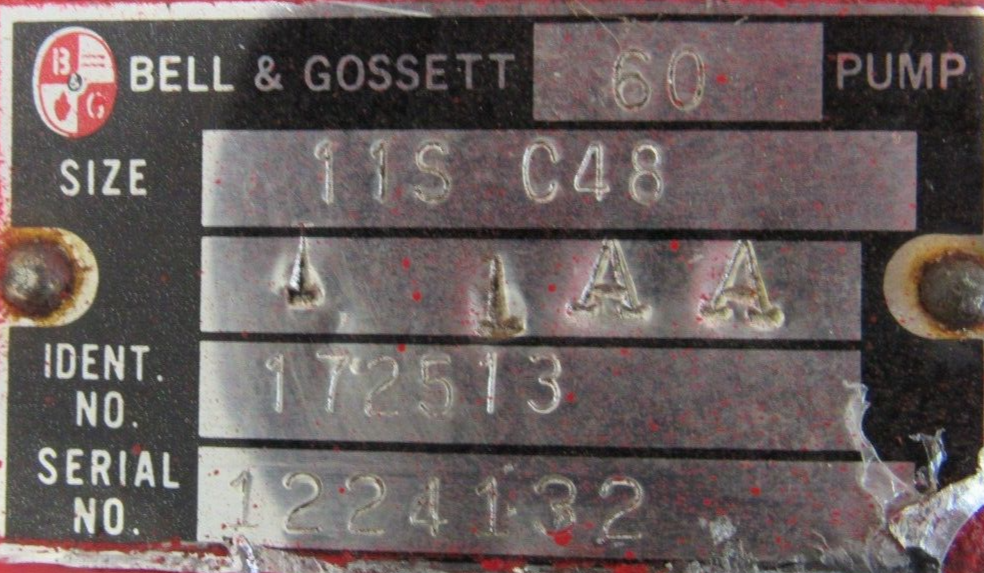 B & G BELL & GOSSETT 60 PUMP
SIZE 11S C48
1 1 A A
IDENT. NO. 172513
SERIAL NO. 1224132